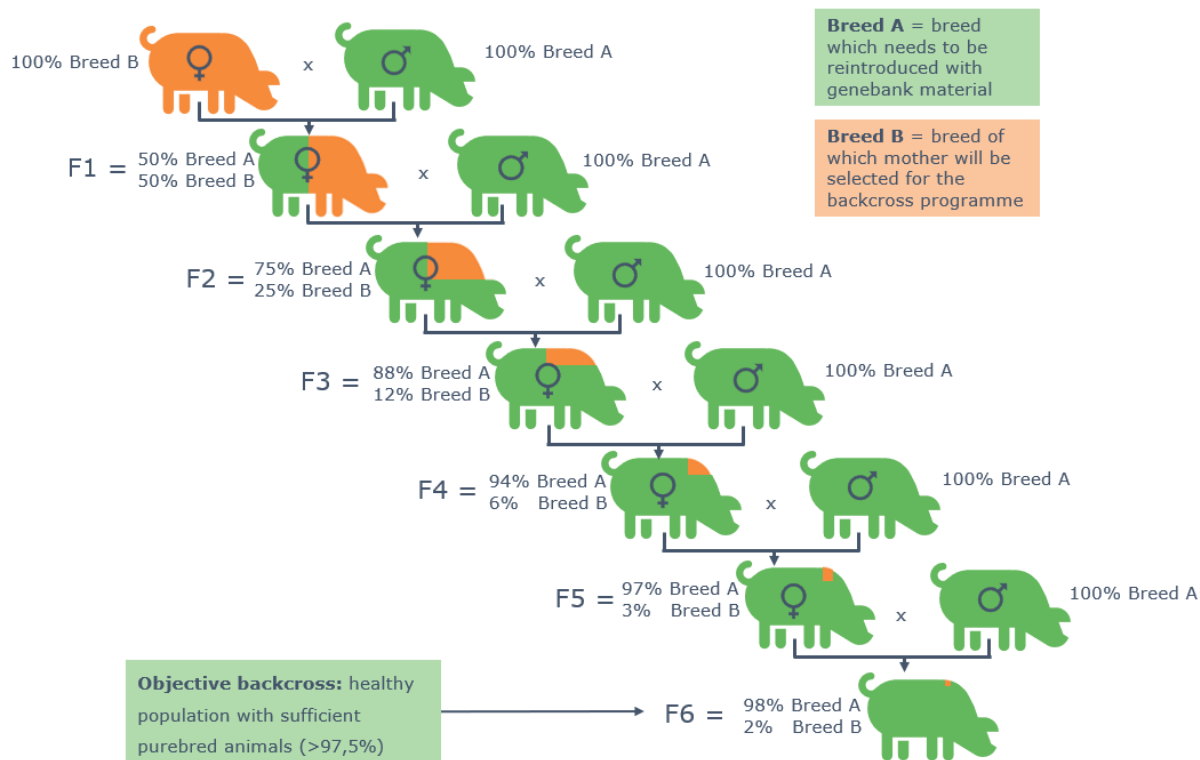 100% Breed B
x
100% Breed A
Breed A = breed
which needs to be
reintroduced with
genebank material
Breed B = breed of
which mother will be
selected for the
backcross programme
F1 =
50% Breed A
50% Breed B
x
100% Breed A
F2 =
75% Breed A
25% Breed B
x
100% Breed A
F3 =
88% Breed A
12% Breed B
x
100% Breed A
F4 =
94% Breed A
6% Breed B
x
100% Breed A
F5 =
97% Breed A
3% Breed B
x
100% Breed A
Objective backcross: healthy
population with sufficient
purebred animals (>97,5%)
F6 =
98% Breed A
2% Breed B